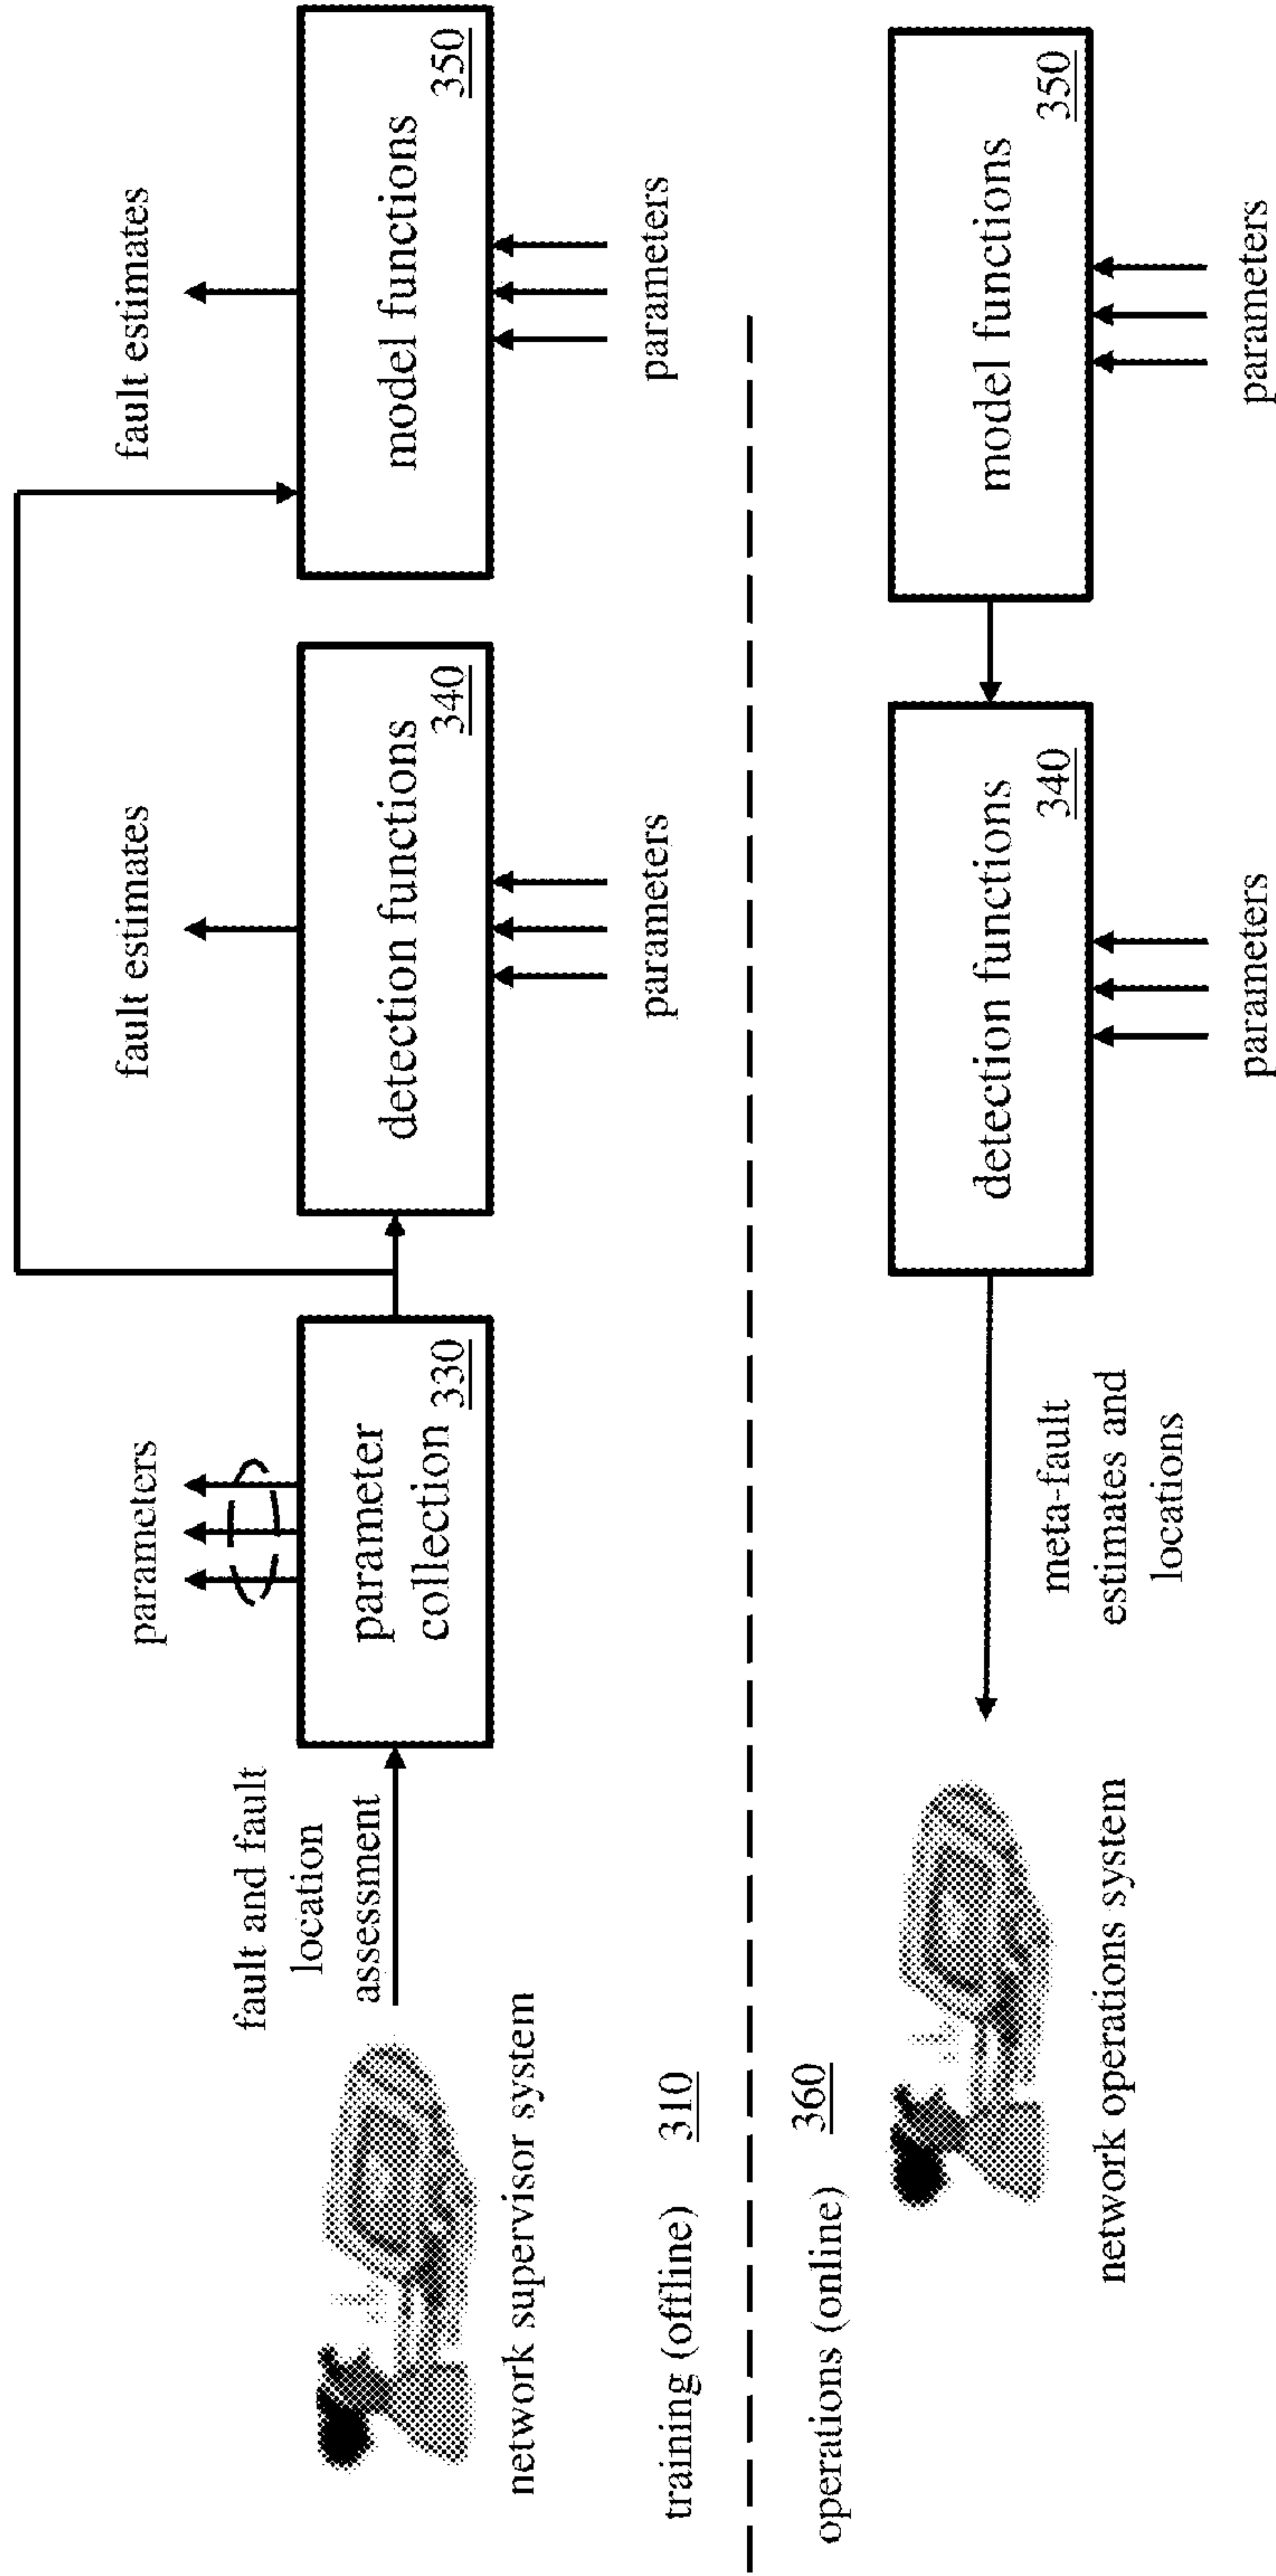 fault and fault
location
assessment
network supervisor system
parameters
parameter
collection
330
fault estimates
detection functions
340
parameters
fault estimates
model functions
350
parameters
training (offline) 310
operations (online) 360
network operations system
meta-fault
estimates and
locations
detection functions
340
parameters
model functions
350
parameters